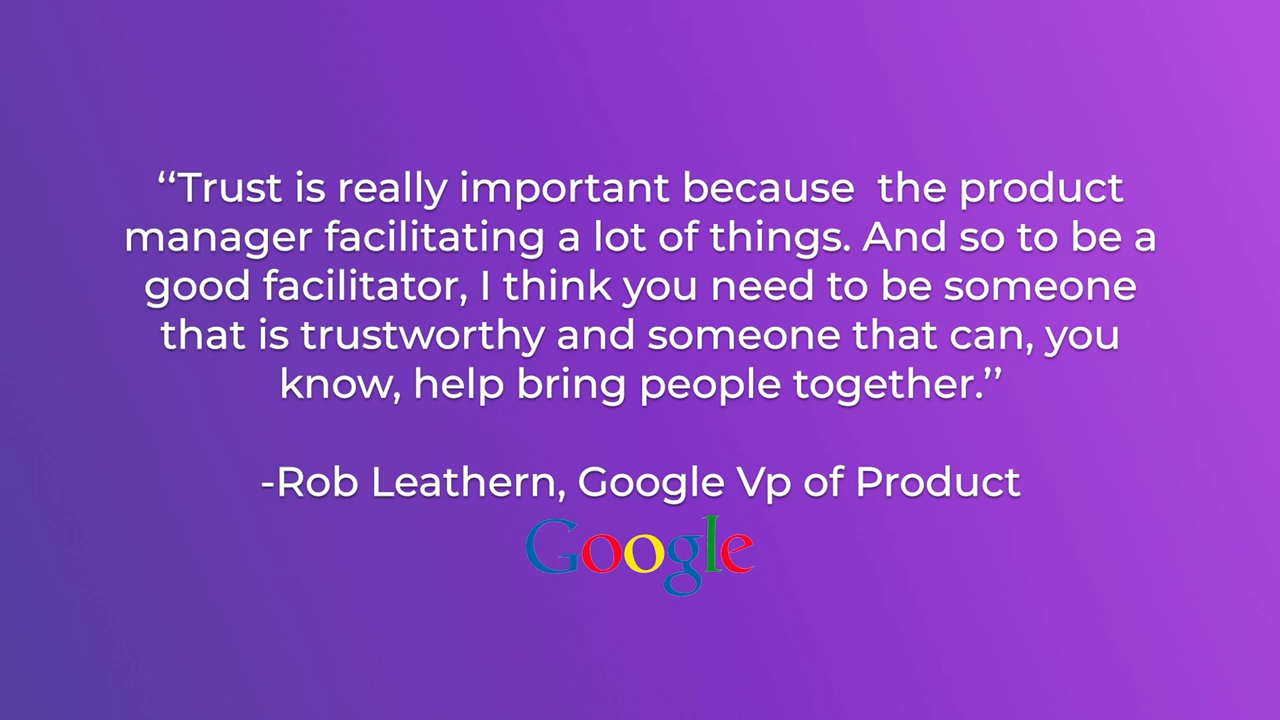 ‘‘Trust is really important because  the product
manager facilitating a lot of things. And so to be a
good facilitator, I think you need to be someone
that is trustworthy and someone that can, you
know, help bring people together.’’
-Rob Leathern, Google Vp of Product
Google